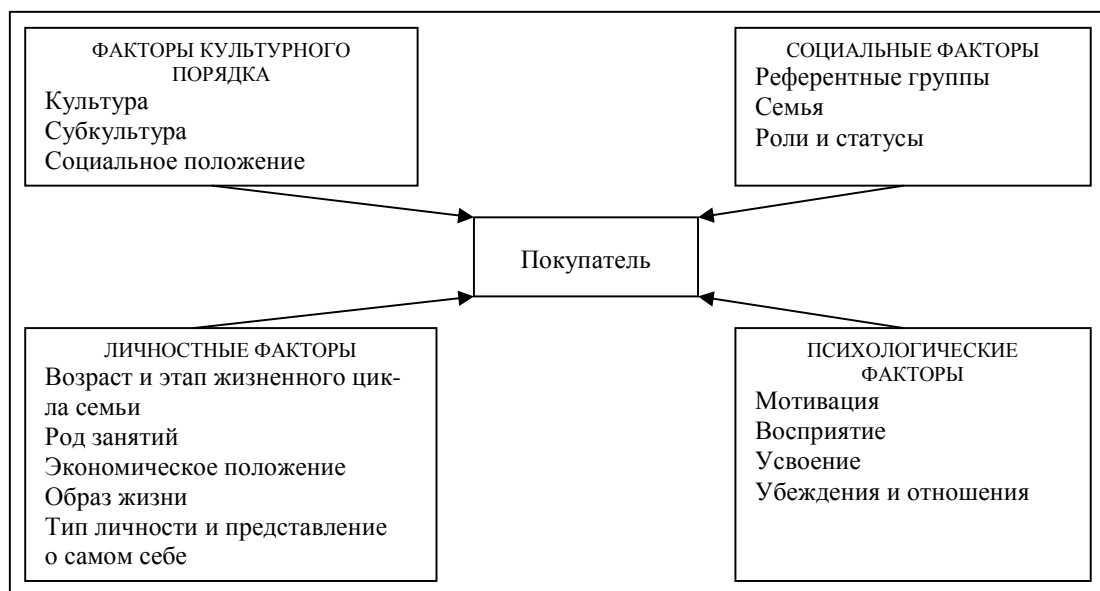 ФАКТОРЫ КУЛЬТУРНОГО
ПОРЯДКА
Культура
Субкультура
Социальное положение
СОЦИАЛЬНЫЕ ФАКТОРЫ
Референтные группы
Семья
Роли и статусы
Покупатель
ЛИЧНОСТНЫЕ ФАКТОРЫ
Возраст и этап жизненного цик-
ла семьи
Род занятий
Экономическое положение
Образ жизни
Тип личности и представление
о самом себе
ПСИХОЛОГИЧЕСКИЕ
ФАКТОРЫ
Мотивация
Восприятие
Усвоение
Убеждения и отношения